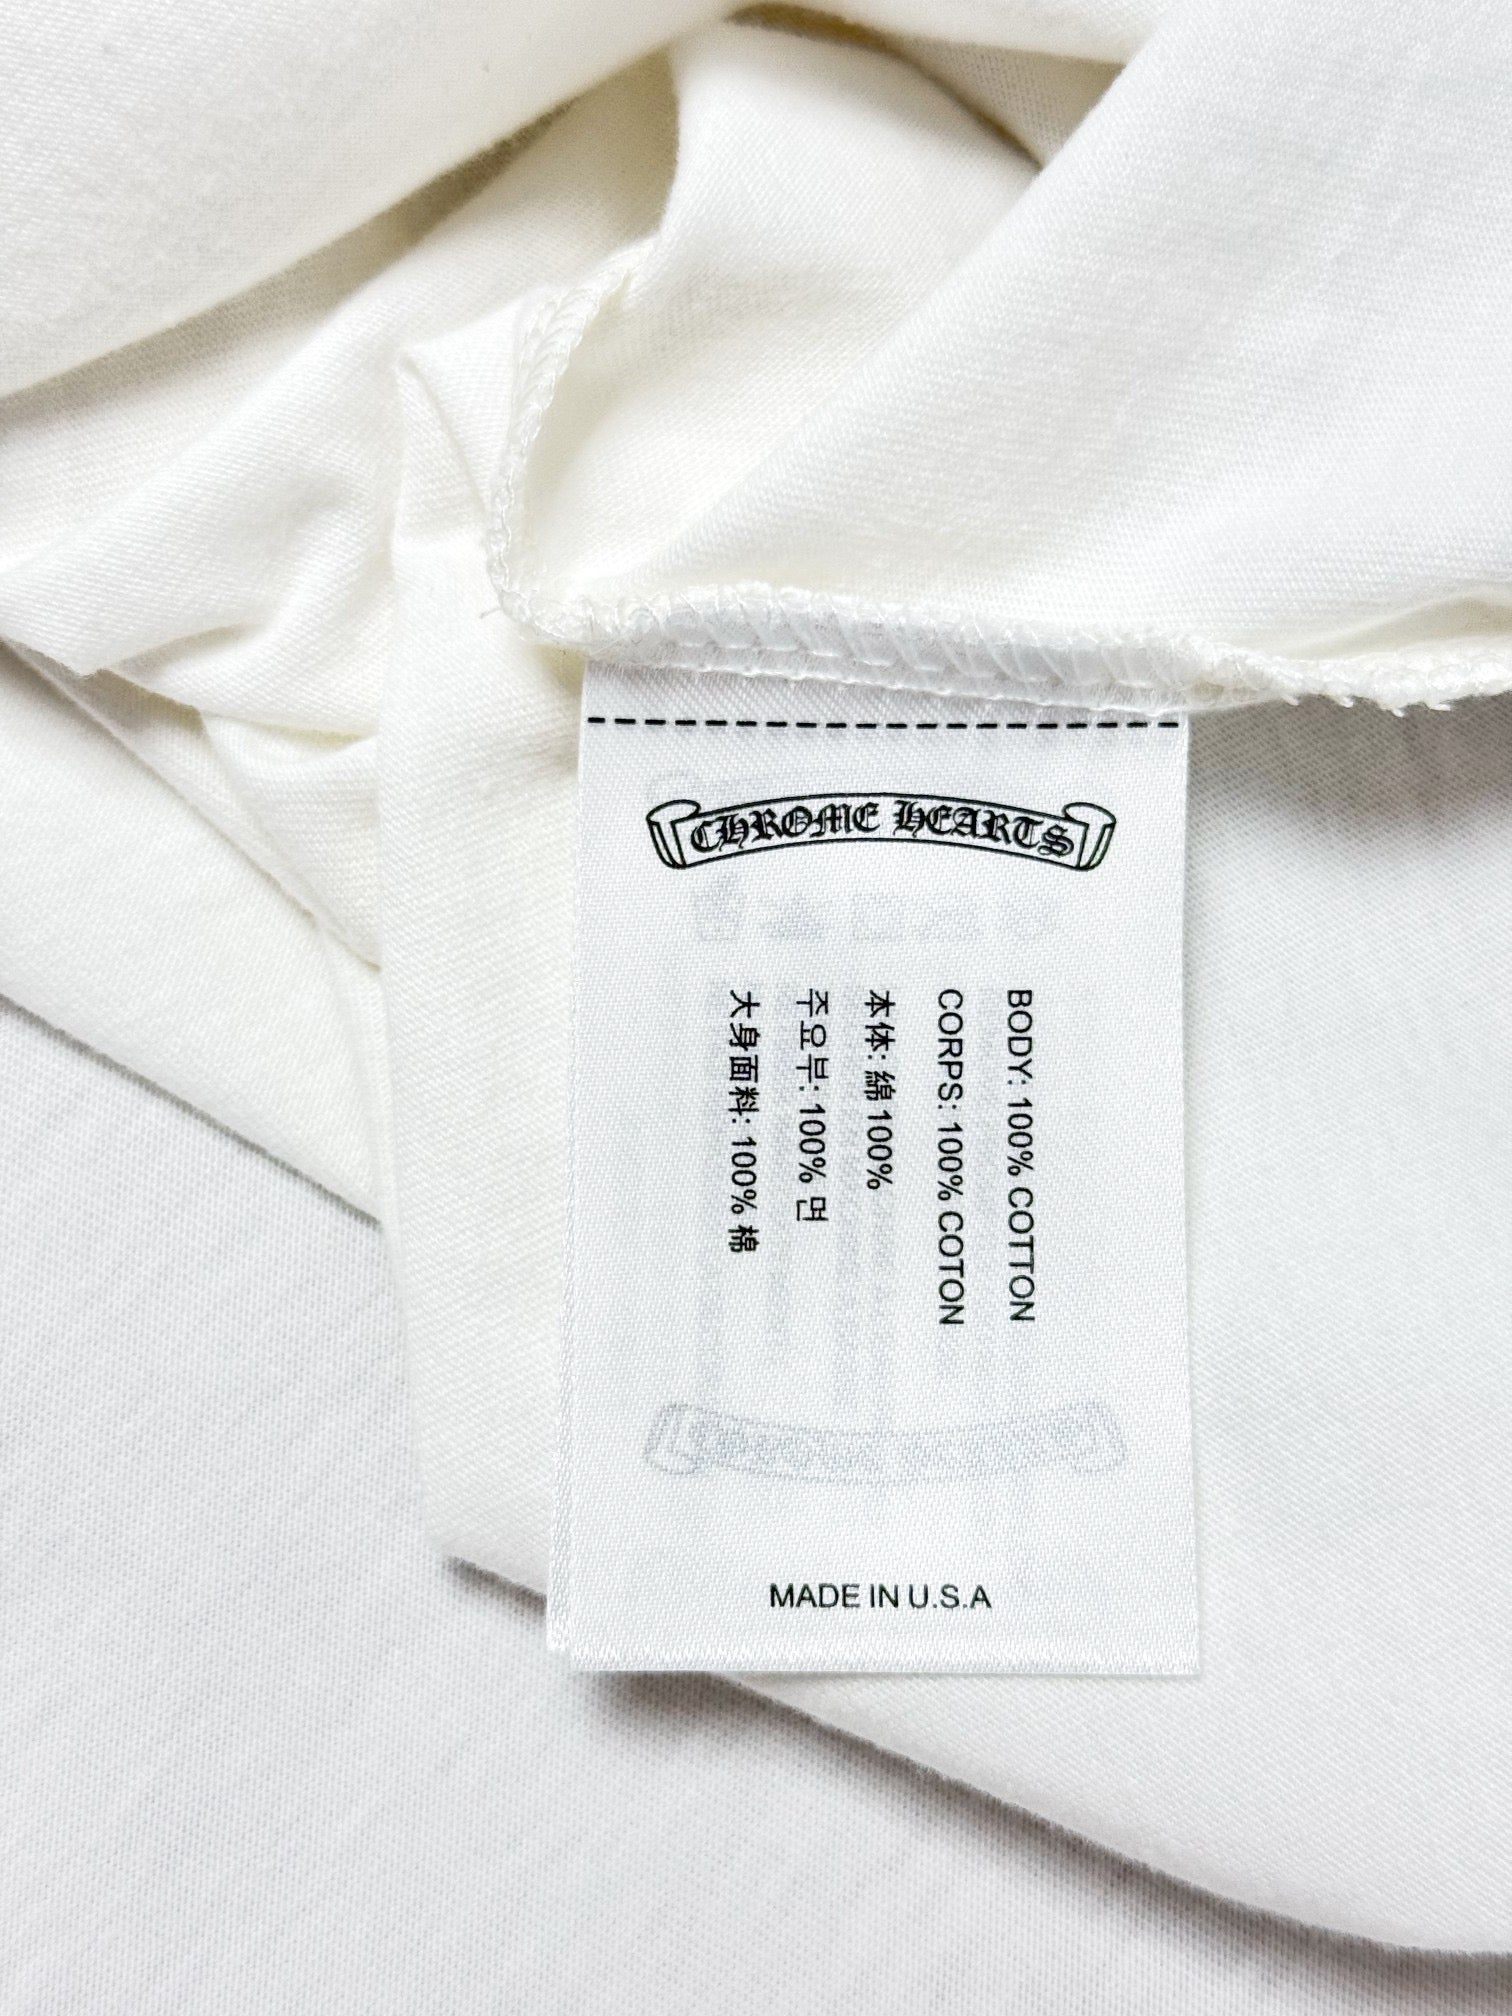 CHROME HEARTS
BODY: 100% COTTON
CORPS: 100% COTON
本体: 綿 100%
주요부: 100% 면
大身面料: 100% 棉
MADE IN U.S.A